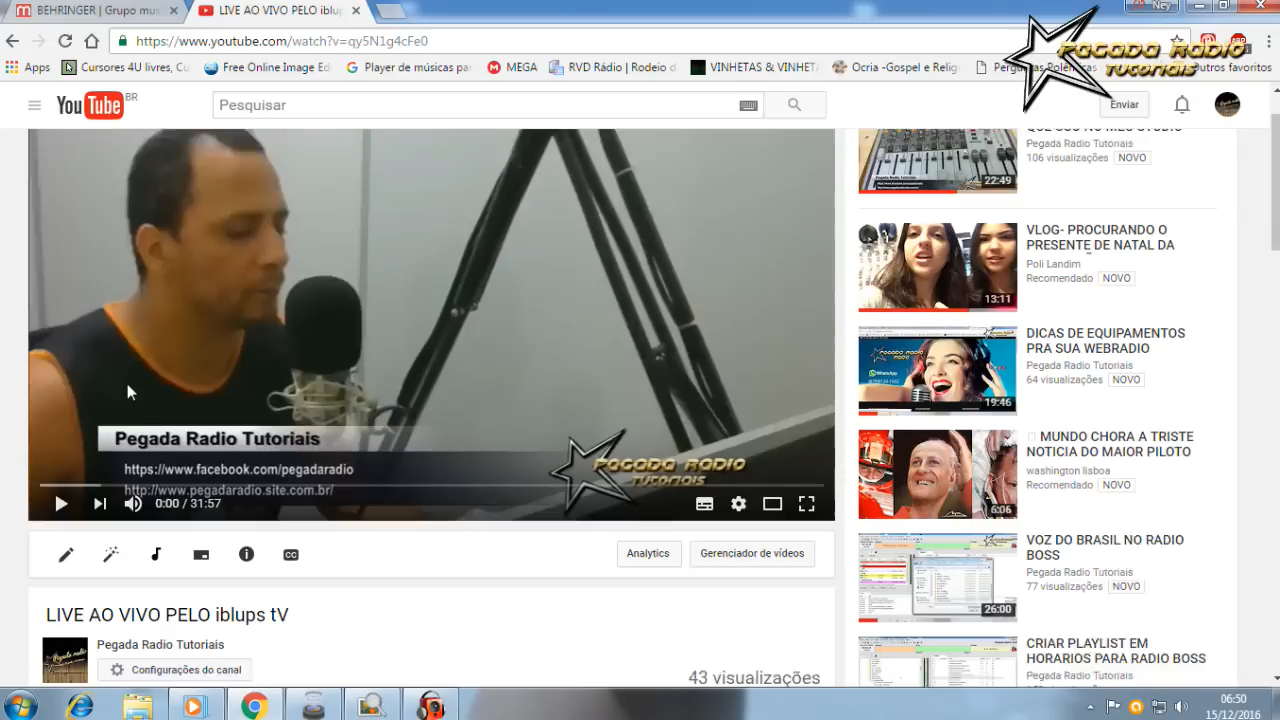 BEHRINGER | Grupo mus
LIVE AO VIVO PELO iblups
Ney
https://www.youtube.com/watch?v=qy5N1g4cFe0
Apps
Cursores 4U livres, Cu
Free Online Image Edi
musicas
MEGA
RVD Rádio | Rodeio d
VINHETAS & VINHETA
Ocria -Gospel e Relig
Outros favoritos
PEGADA RADIO
TUTORIAIS
YouTube BR
Pesquisar
Enviar
Pegada Radio Tutoriais
106 visualizações NOVO
22:49
VLOG- PROCURANDO O
PRESENTE DE NATAL DA
Poli Landim
Recomendado NOVO
13:11
DICAS DE EQUIPAMENTOS
PRA SUA WEBRADIO
Pegada Radio Tutoriais
64 visualizações NOVO
19:46
MUNDO CHORA A TRISTE
NOTICIA DO MAIOR PILOTO
washington lisboa
Recomendado NOVO
6:06
VOZ DO BRASIL NO RADIO
BOSS
Pegada Radio Tutoriais
77 visualizações NOVO
26:00
CRIAR PLAYLIST EM
HORARIOS PARA RADIO BOSS
Pegada Radio Tutoriais
Pegada Radio Tutoriais
https://www.facebook.com/pegadaradio
http://www.pegadaradio.site.com.br/
PEGADA RADIO
TUTORIAIS
0:00 / 31:57
CC
Analytics
Gerenciador de vídeos
LIVE AO VIVO PELO iblups tV
Pegada Radio Tutoriais
Configurações do canal
43 visualizações
06:50
15/12/2016